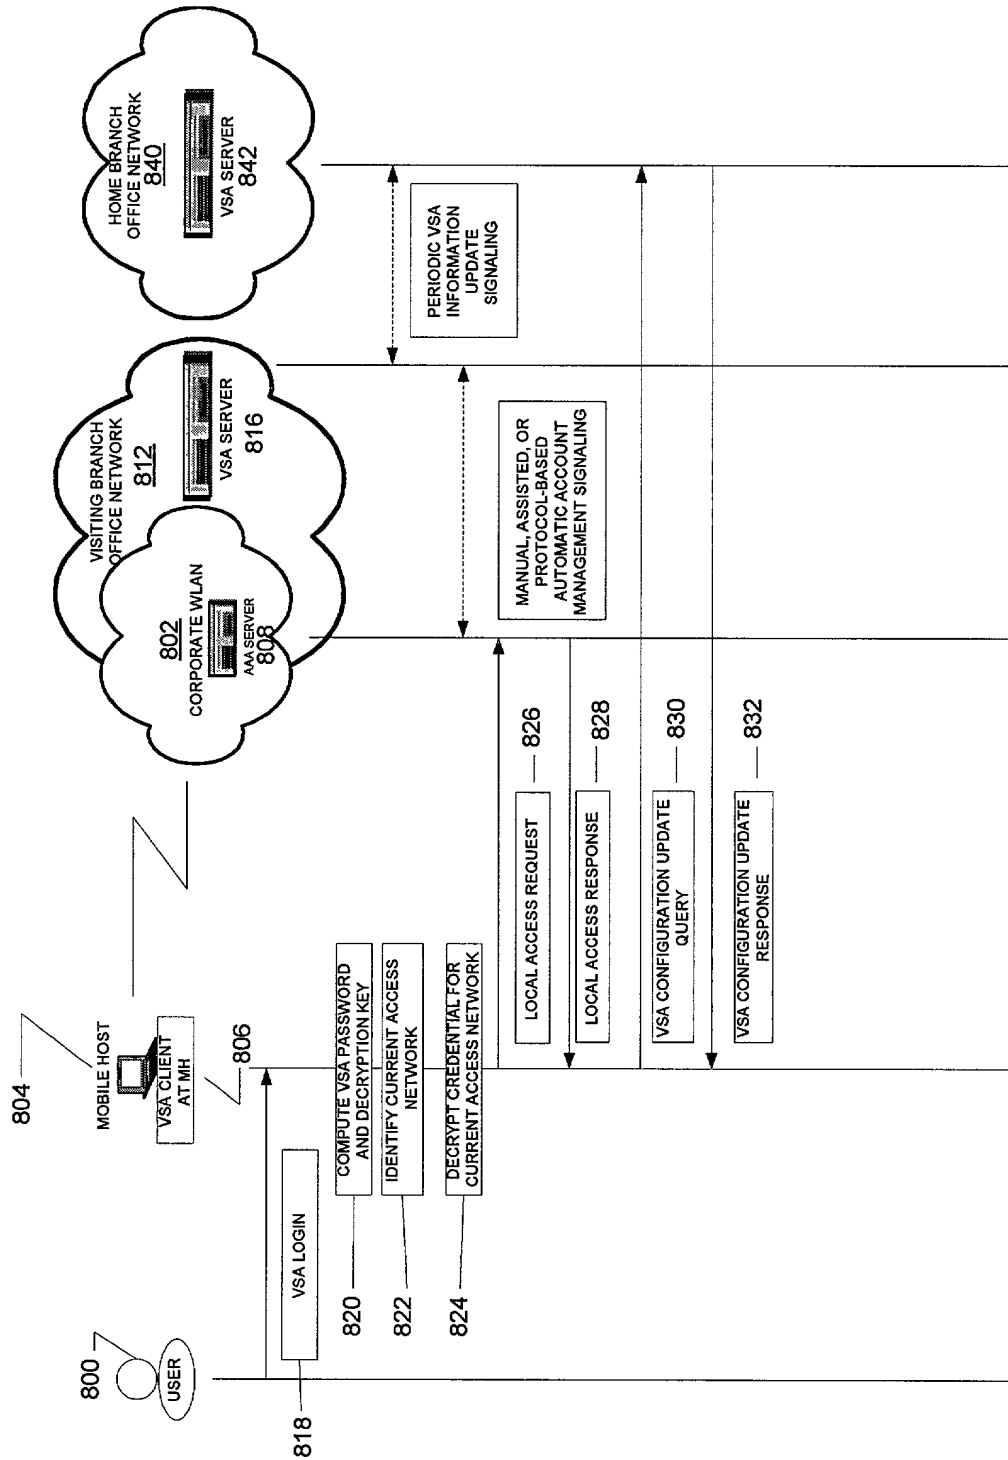 800
USER
804
MOBILE HOST
VSA CLIENT
AT MH
806
802
CORPORATE WLAN
AAA SERVER
808
VISITING BRANCH
OFFICE NETWORK
812
VSA SERVER
816
HOME BRANCH
OFFICE NETWORK
840
VSA SERVER
842
818
VSA LOGIN
820
COMPUTE VSA PASSWORD
AND DECRYPTION KEY
822
IDENTIFY CURRENT ACCESS
NETWORK
824
DECRYPT CREDENTIAL FOR
CURRENT ACCESS NETWORK
PERIODIC VSA
INFORMATION
UPDATE
SIGNALING
MANUAL, ASSISTED, OR
PROTOCOL-BASED
AUTOMATIC ACCOUNT
MANAGEMENT SIGNALING
LOCAL ACCESS REQUEST
826
LOCAL ACCESS RESPONSE
828
VSA CONFIGURATION UPDATE
QUERY
830
VSA CONFIGURATION UPDATE
RESPONSE
832